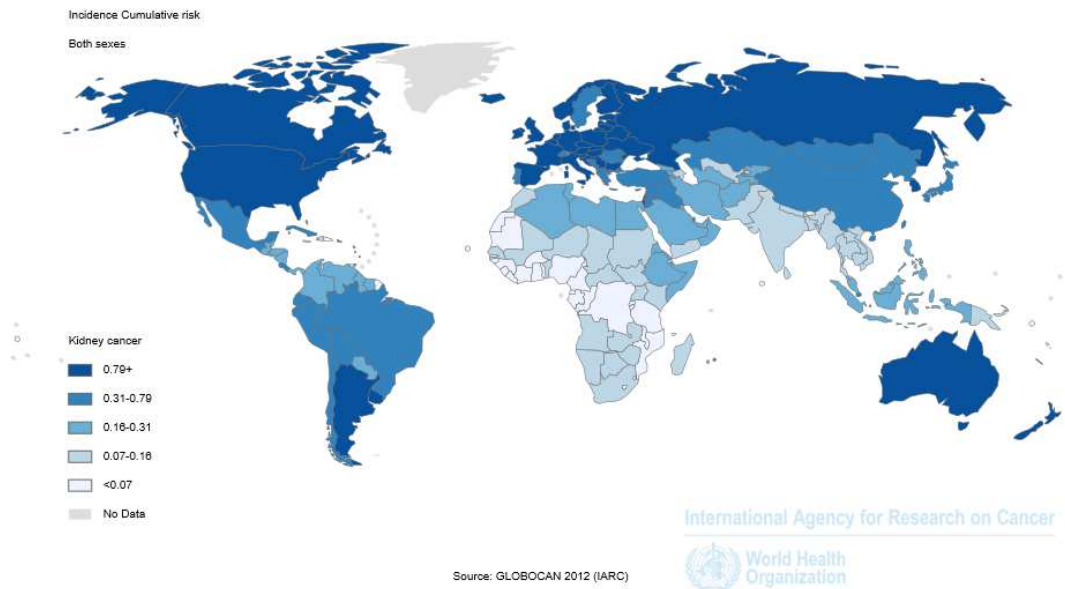 Incidence Cumulative risk
Both sexes
Kidney cancer
0.79+
0.31-0.79
0.16-0.31
0.07-0.16
<0.07
No Data
International Agency for Research on Cancer
World Health
Organization
Source: GLOBOCAN 2012 (IARC)